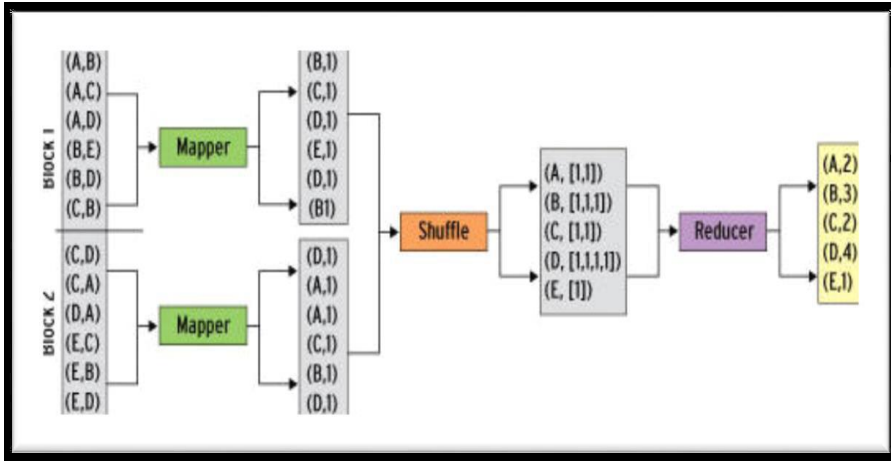 BLOCK 1
(A,B)
(A,C)
(A,D)
(B,E)
(B,D)
(C,B)
Mapper
(B,1)
(C,1)
(D,1)
(E,1)
(D,1)
(B1)
BLOCK 2
(C,D)
(C,A)
(D,A)
(E,C)
(E,B)
(E,D)
Mapper
(D,1)
(A,1)
(A,1)
(C,1)
(B,1)
(D,1)
Shuffle
(A, [1,1])
(B, [1,1,1])
(C, [1,1])
(D, [1,1,1,1])
(E, [1])
Reducer
(A,2)
(B,3)
(C,2)
(D,4)
(E,1)